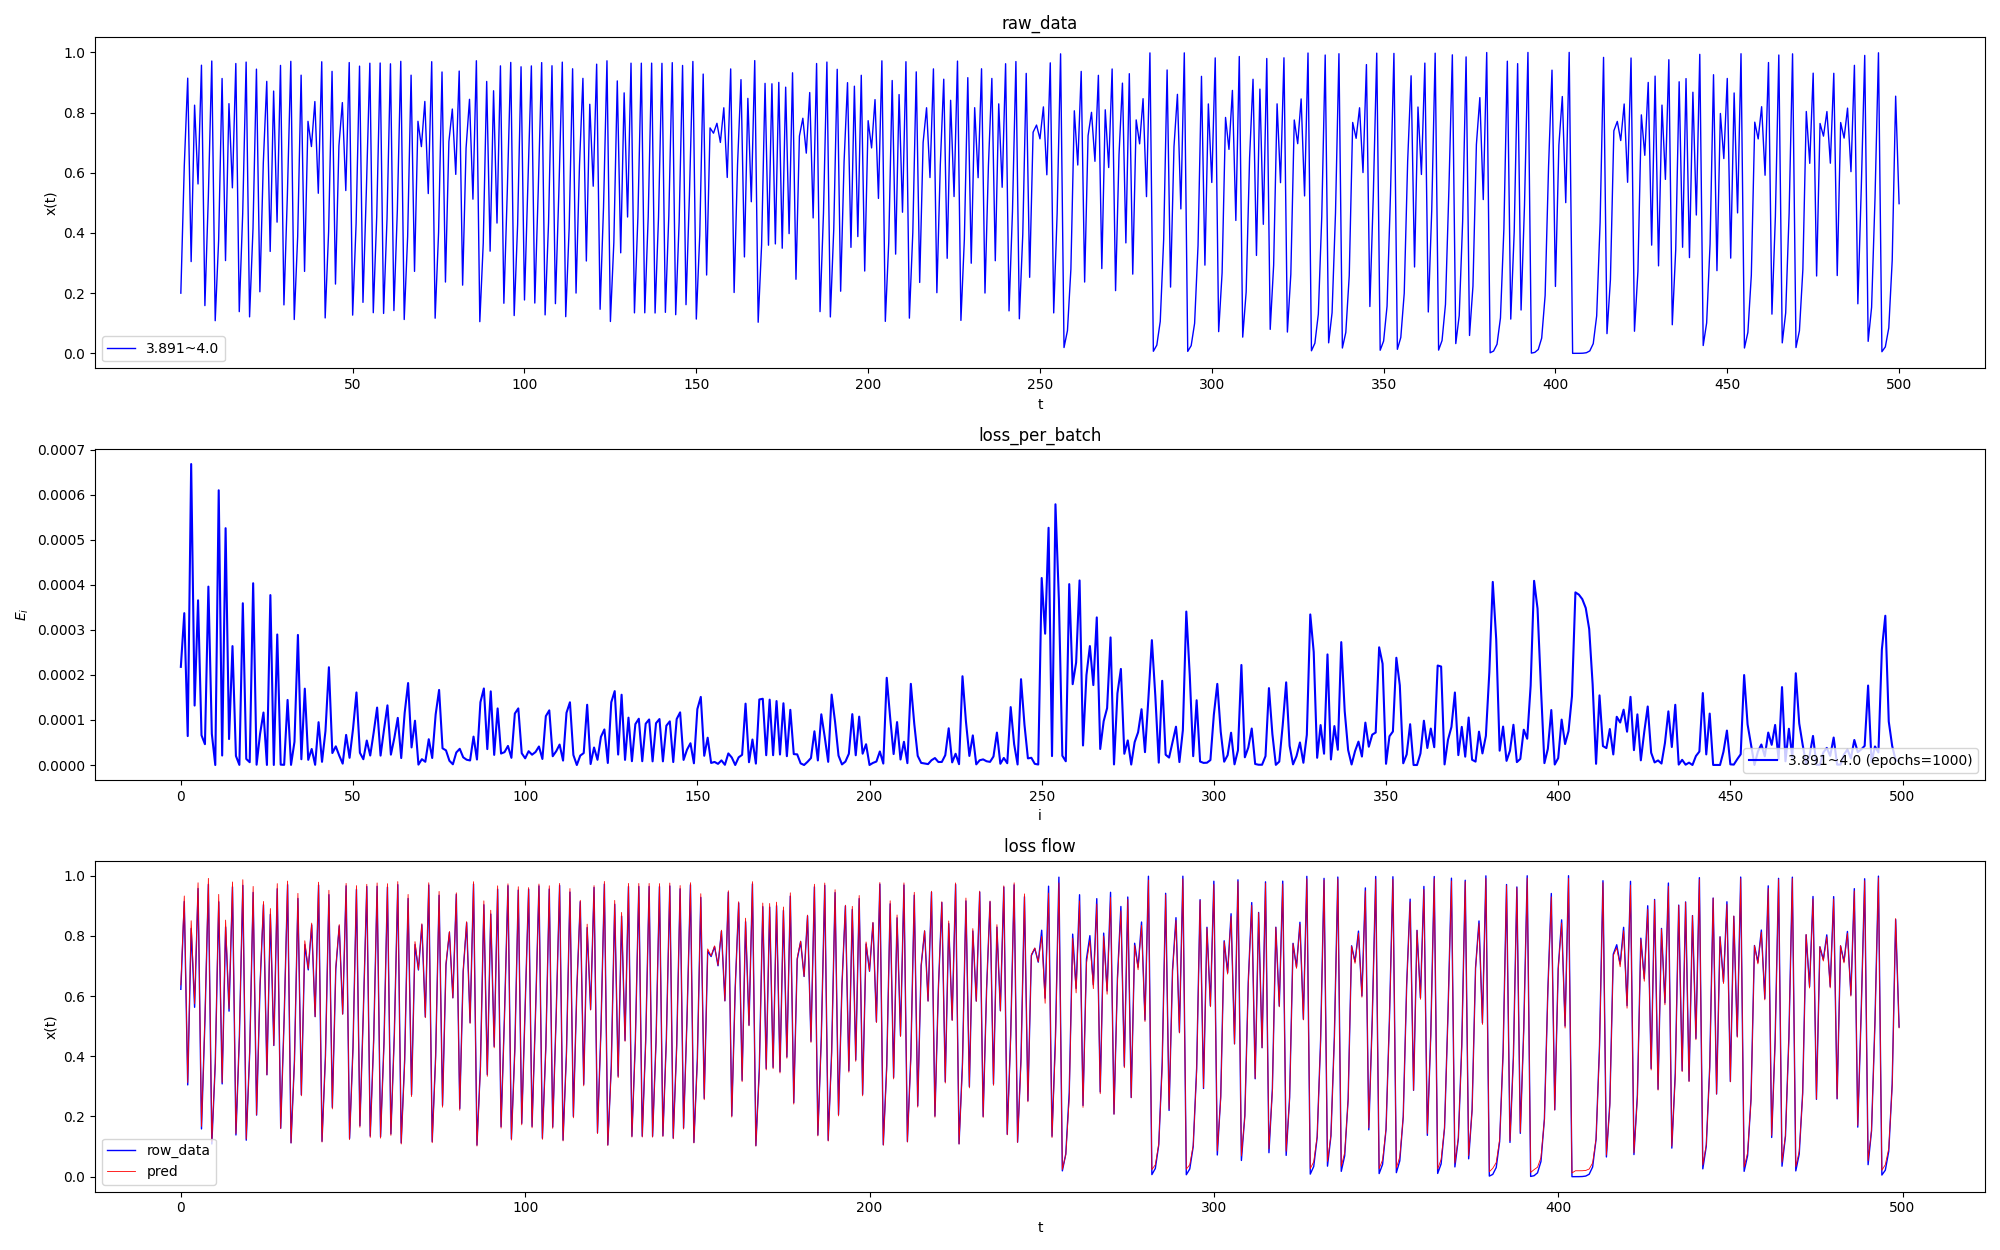 raw_data
1.0
0.8
0.6
0.4
0.2
0.0
x(t)
3.891~4.0
50 100 150 200 250 300 350 400 450 500
t
loss_per_batch
0.0007
0.0006
0.0005
0.0004
0.0003
0.0002
0.0001
0.0000
E_i
3.891~4.0 (epochs=1000)
0 50 100 150 200 250 300 350 400 450 500
i
loss flow
1.0
0.8
0.6
0.4
0.2
0.0
x(t)
row_data
pred
0 100 200 300 400 500
t